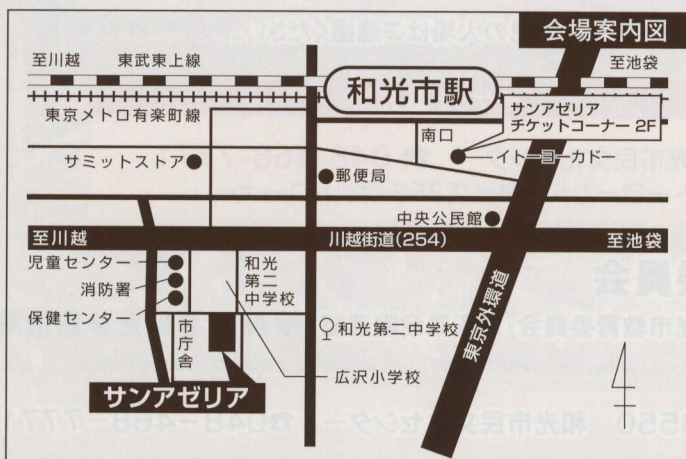 会場案内図
至川越
東武東上線
至池袋
和光市駅
東京メトロ有楽町線
サンアゼリア
チケットコーナー 2F
南口
イトーヨーカドー
サミットストア
郵便局
中央公民館
至川越
川越街道(254)
至池袋
児童センター
消防署
保健センター
和光
第二
中学校
市庁舎
和光第二中学校
広沢小学校
東京外環道
サンアゼリア